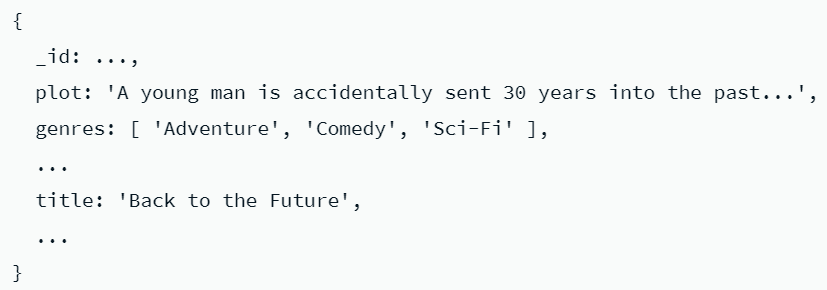 {
_id: ...,
plot: 'A young man is accidentally sent 30 years into the past...',
genres: [ 'Adventure', 'Comedy', 'Sci-Fi' ],
...
title: 'Back to the Future',
...
}